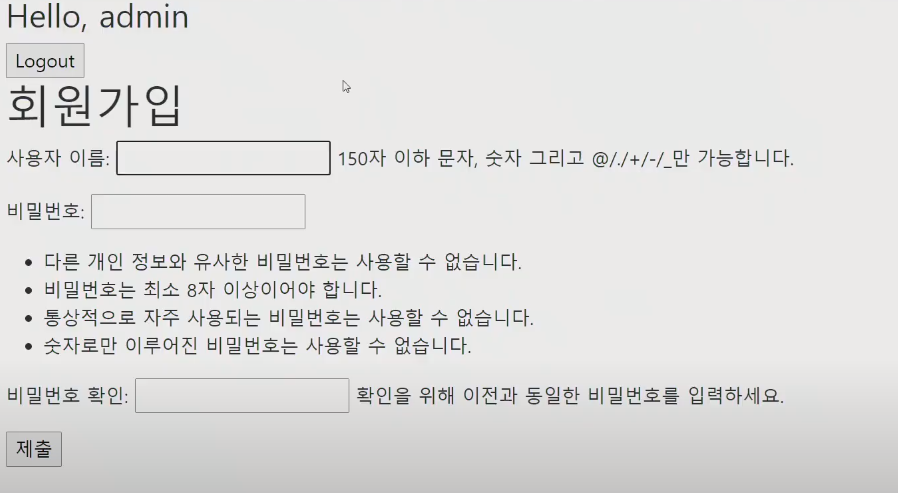 Hello, admin
Logout
회원가입
사용자 이름: 150자 이하 문자, 숫자 그리고 @/./+/-/_만 가능합니다.
비밀번호:
다른 개인 정보와 유사한 비밀번호는 사용할 수 없습니다.
비밀번호는 최소 8자 이상이어야 합니다.
통상적으로 자주 사용되는 비밀번호는 사용할 수 없습니다.
숫자로만 이루어진 비밀번호는 사용할 수 없습니다.
비밀번호 확인: 확인을 위해 이전과 동일한 비밀번호를 입력하세요.
제출